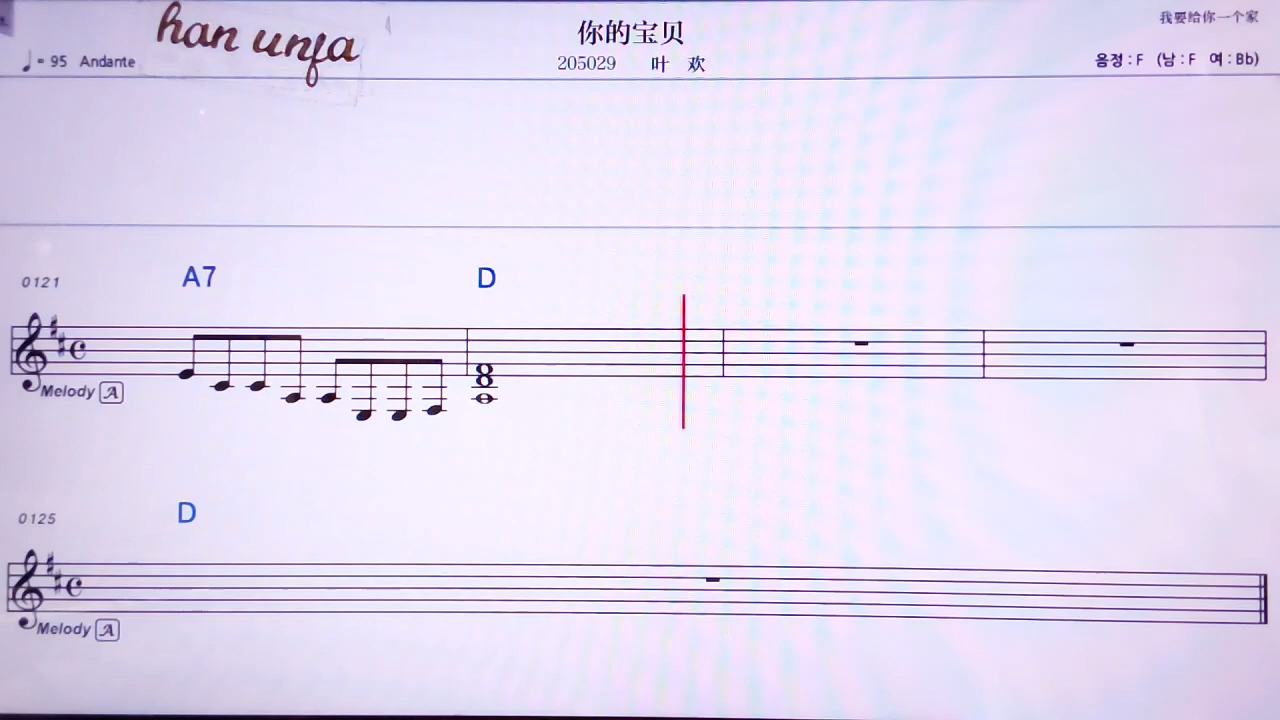 han unfa
你的宝贝
我要给你一个家
♩= 95 Andante
205029 叶 欢
음정 : F (남 : F 여 : Bb)
0121 A7 D
Melody A
0125 D
Melody A